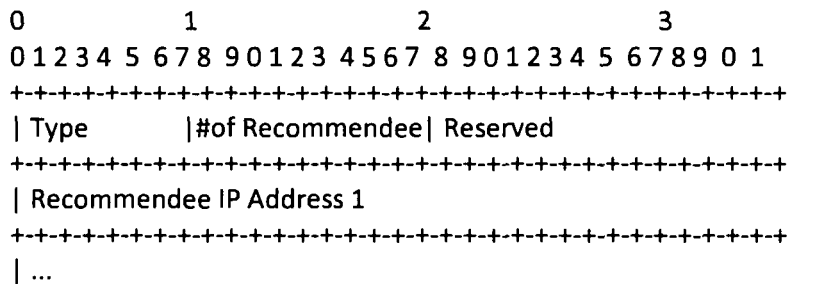 0 1 2 3
0 1 2 3 4 5 6 7 8 9 0 1 2 3 4 5 6 7 8 9 0 1 2 3 4 5 6 7 8 9 0 1
+-+-+-+-+-+-+-+-+-+-+-+-+-+-+-+-+-+-+-+-+-+-+-+-+-+-+-+-+-+-+-+-+
| Type |#of Recommendee| Reserved
+-+-+-+-+-+-+-+-+-+-+-+-+-+-+-+-+-+-+-+-+-+-+-+-+-+-+-+-+-+-+-+-+
| Recommendee IP Address 1
+-+-+-+-+-+-+-+-+-+-+-+-+-+-+-+-+-+-+-+-+-+-+-+-+-+-+-+-+-+-+-+-+
| ...